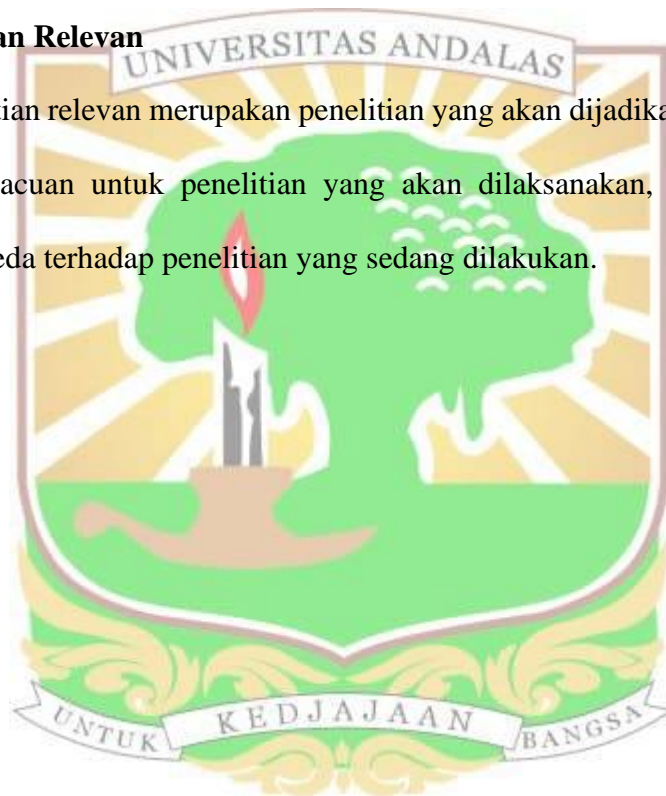 an Relevan
UNIVERSITAS ANDALAS
tian relevan merupakan penelitian yang akan dijadika
acuan untuk penelitian yang akan dilaksanakan,
eda terhadap penelitian yang sedang dilakukan.
UNTUK KEDJAJAAN BANGSA